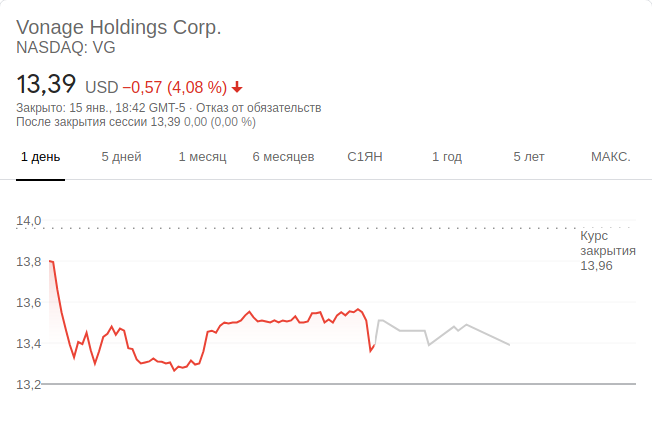 Vonage Holdings Corp.
NASDAQ: VG
13,39 USD −0,57 (4,08 %)
Закрыто: 15 янв., 18:42 GMT-5 · Отказ от обязательств
После закрытия сессии 13,39 0,00 (0,00 %)
1 день 5 дней 1 месяц 6 месяцев С1ЯН 1 год 5 лет МАКС.
14,0
Курс
закрытия
13,96
13,8
13,6
13,4
13,2